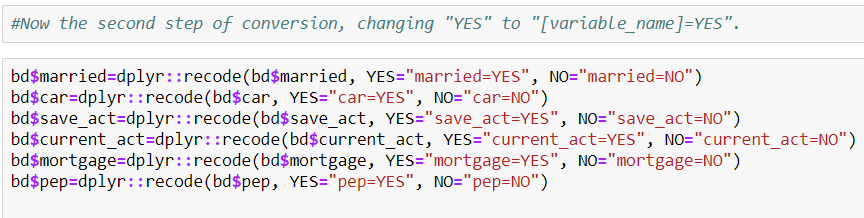 #Now the second step of conversion, changing "YES" to "[variable_name]=YES".
bd$married=dplyr::recode(bd$married, YES="married=YES", NO="married=NO")
bd$car=dplyr::recode(bd$car, YES="car=YES", NO="car=NO")
bd$save_act=dplyr::recode(bd$save_act, YES="save_act=YES", NO="save_act=NO")
bd$current_act=dplyr::recode(bd$current_act, YES="current_act=YES", NO="current_act=NO")
bd$mortgage=dplyr::recode(bd$mortgage, YES="mortgage=YES", NO="mortgage=NO")
bd$pep=dplyr::recode(bd$pep, YES="pep=YES", NO="pep=NO")